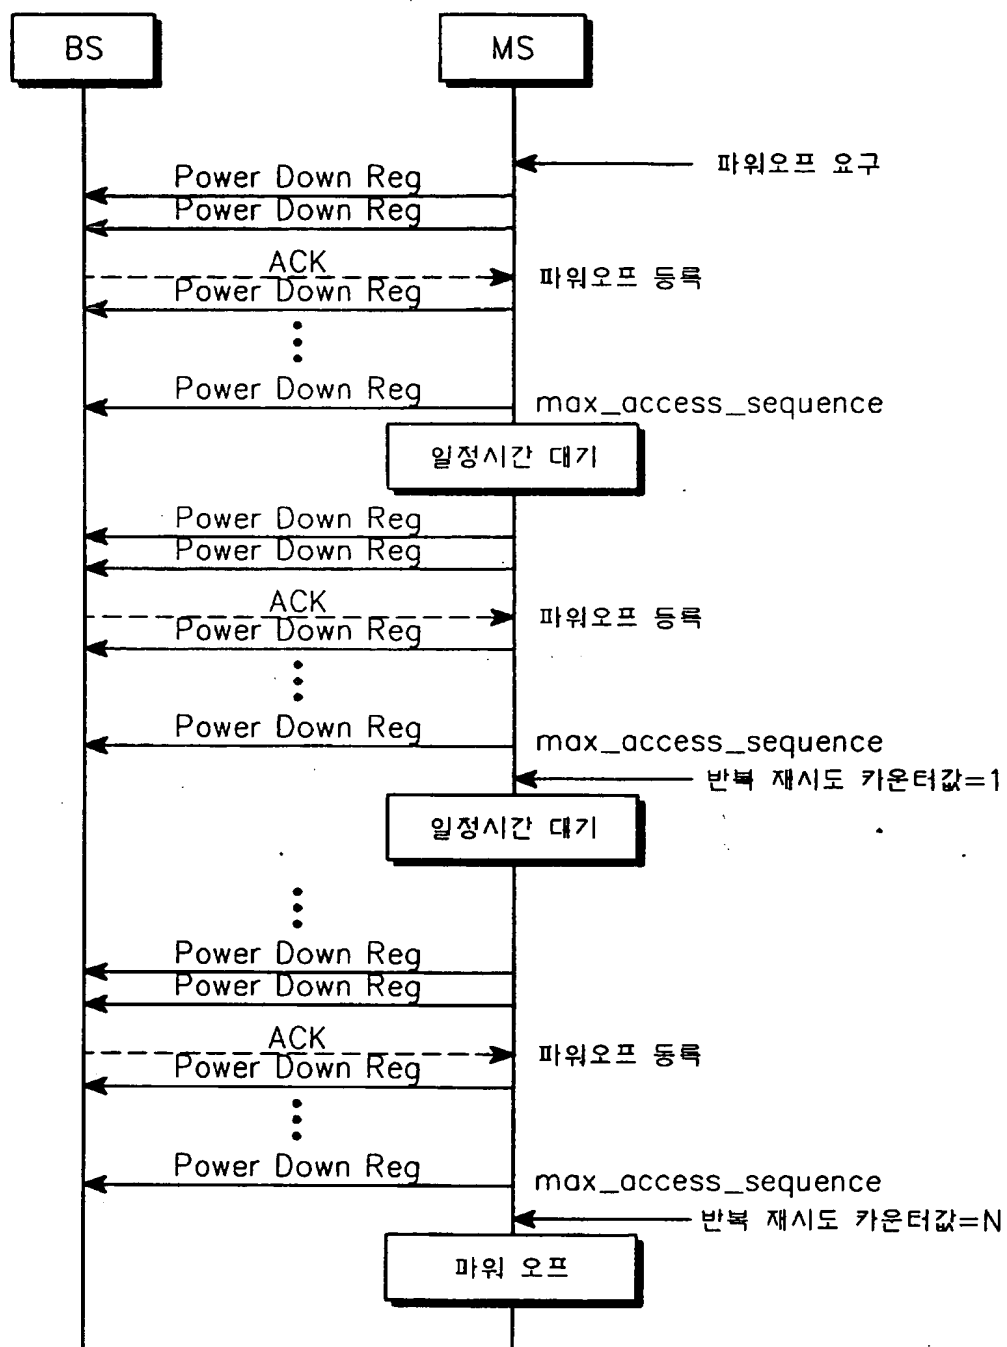 BS
MS
파워오프 요구
Power Down Reg
Power Down Reg
ACK
파워오프 등록
Power Down Reg
Power Down Reg
max_access_sequence
일정시간 대기
Power Down Reg
Power Down Reg
ACK
파워오프 등록
Power Down Reg
Power Down Reg
max_access_sequence
반복 재시도 카운터값=1
일정시간 대기
Power Down Reg
Power Down Reg
ACK
파워오프 등록
Power Down Reg
Power Down Reg
max_access_sequence
반복 재시도 카운터값=N
파워 오프